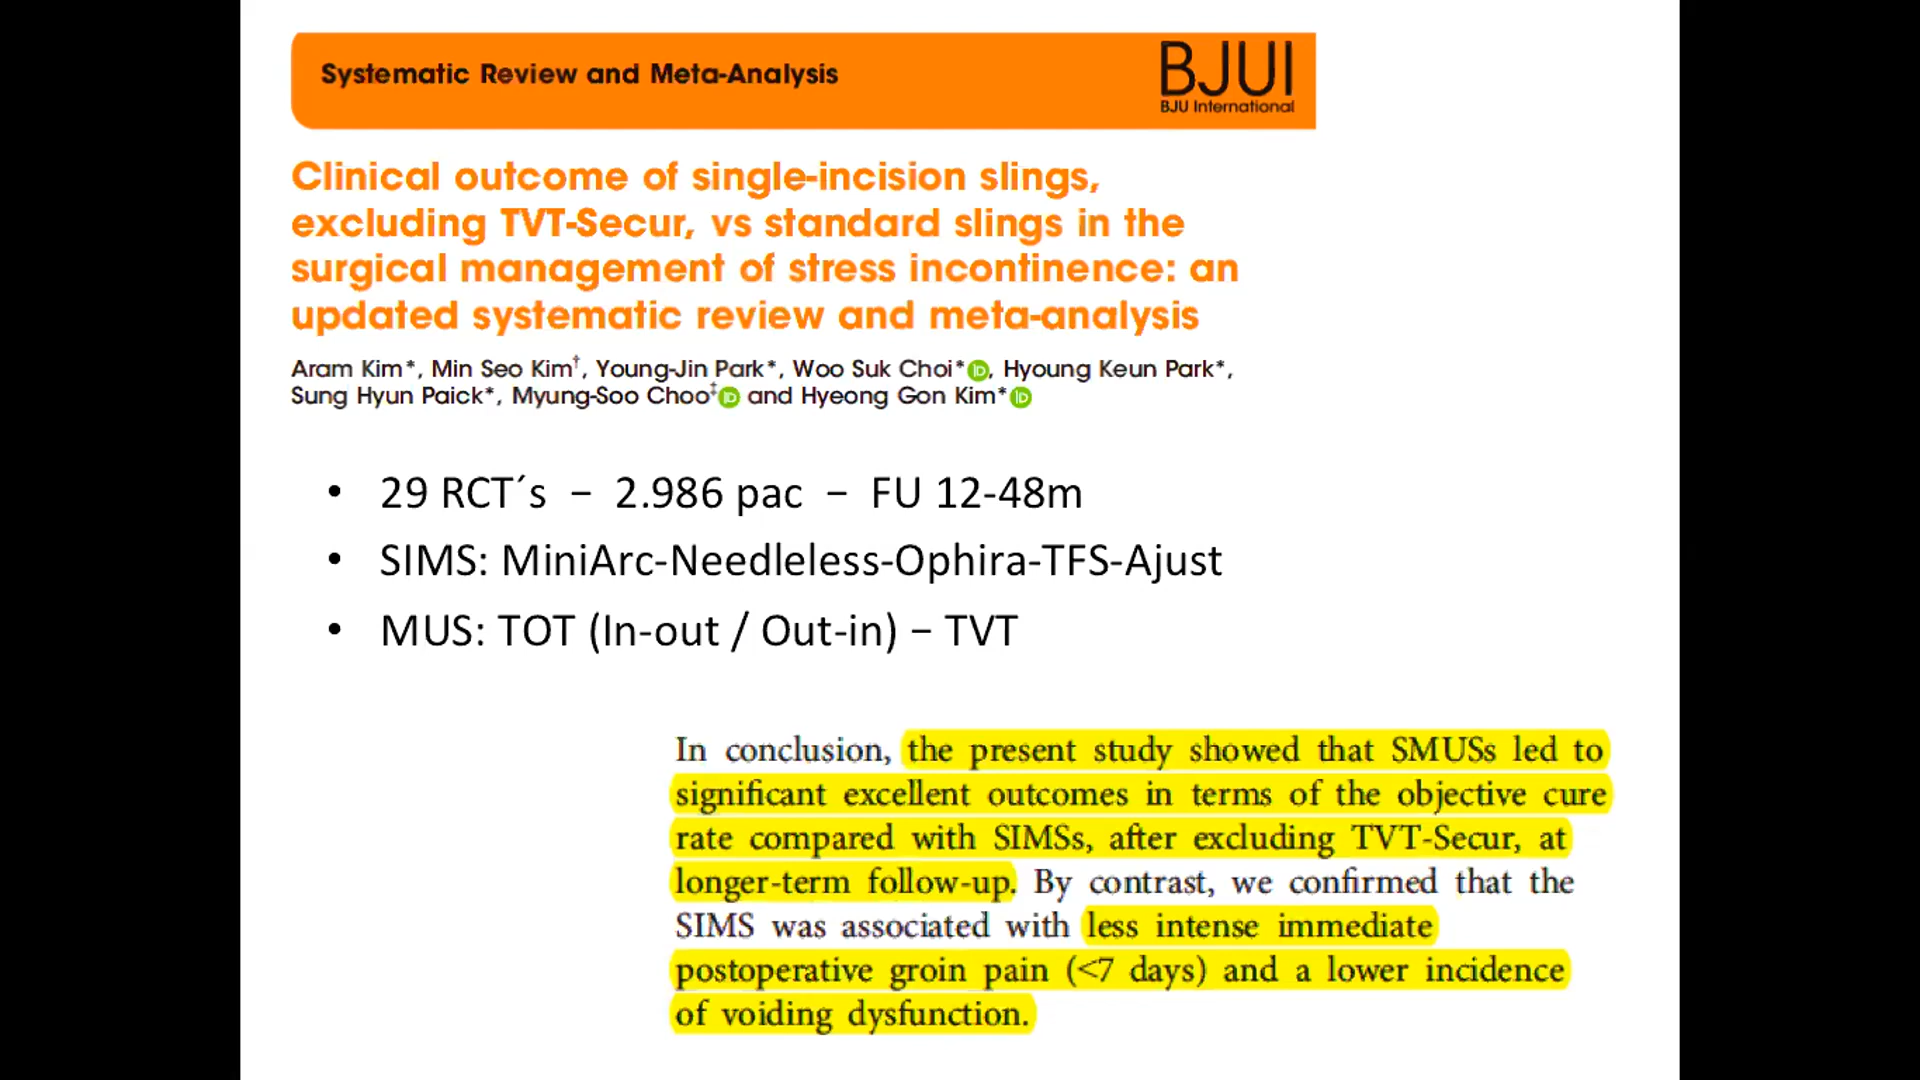 Systematic Review and Meta-Analysis
BJUI
BJU International
Clinical outcome of single-incision slings,
excluding TVT-Secur, vs standard slings in the
surgical management of stress incontinence: an
updated systematic review and meta-analysis
Aram Kim*, Min Seo Kim†, Young-Jin Park*, Woo Suk Choi* iD, Hyoung Keun Park*,
Sung Hyun Paick*, Myung-Soo Choo‡ iD and Hyeong Gon Kim* iD
• 29 RCT´s – 2.986 pac – FU 12-48m
• SIMS: MiniArc-Needleless-Ophira-TFS-Ajust
• MUS: TOT (In-out / Out-in) – TVT
In conclusion, the present study showed that SMUSs led to
significant excellent outcomes in terms of the objective cure
rate compared with SIMSs, after excluding TVT-Secur, at
longer-term follow-up. By contrast, we confirmed that the
SIMS was associated with less intense immediate
postoperative groin pain (<7 days) and a lower incidence
of voiding dysfunction.